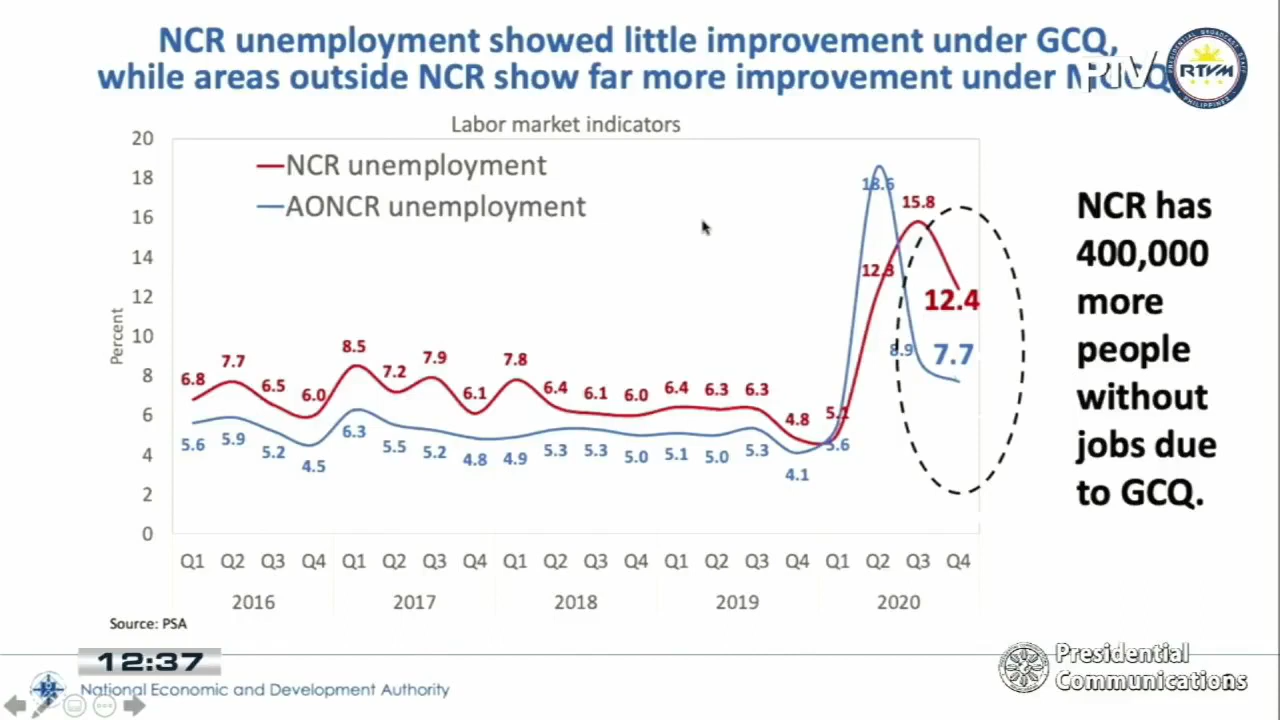 NCR unemployment showed little improvement under GCQ,
while areas outside NCR show far more improvement under
PTV
RTVM
Labor market indicators
NCR unemployment
AONCR unemployment
Percent
20
18
16
14
12
10
8
6
4
2
0
6.8 7.7 6.5 6.0 8.5 7.2 7.9 6.1 7.8 6.4 6.1 6.0 6.4 6.3 6.3 4.8 5.1 12.3 15.8 12.4
5.6 5.9 5.2 4.5 6.3 5.5 5.2 4.8 4.9 5.3 5.3 5.0 5.1 5.0 5.3 4.1 5.6 18.6 8.9 7.7
Q1 Q2 Q3 Q4 Q1 Q2 Q3 Q4 Q1 Q2 Q3 Q4 Q1 Q2 Q3 Q4 Q1 Q2 Q3 Q4
2016 2017 2018 2019 2020
NCR has
400,000
more
people
without
jobs due
to GCQ.
Source: PSA
12:37
National Economic and Development Authority
Presidential
Communications